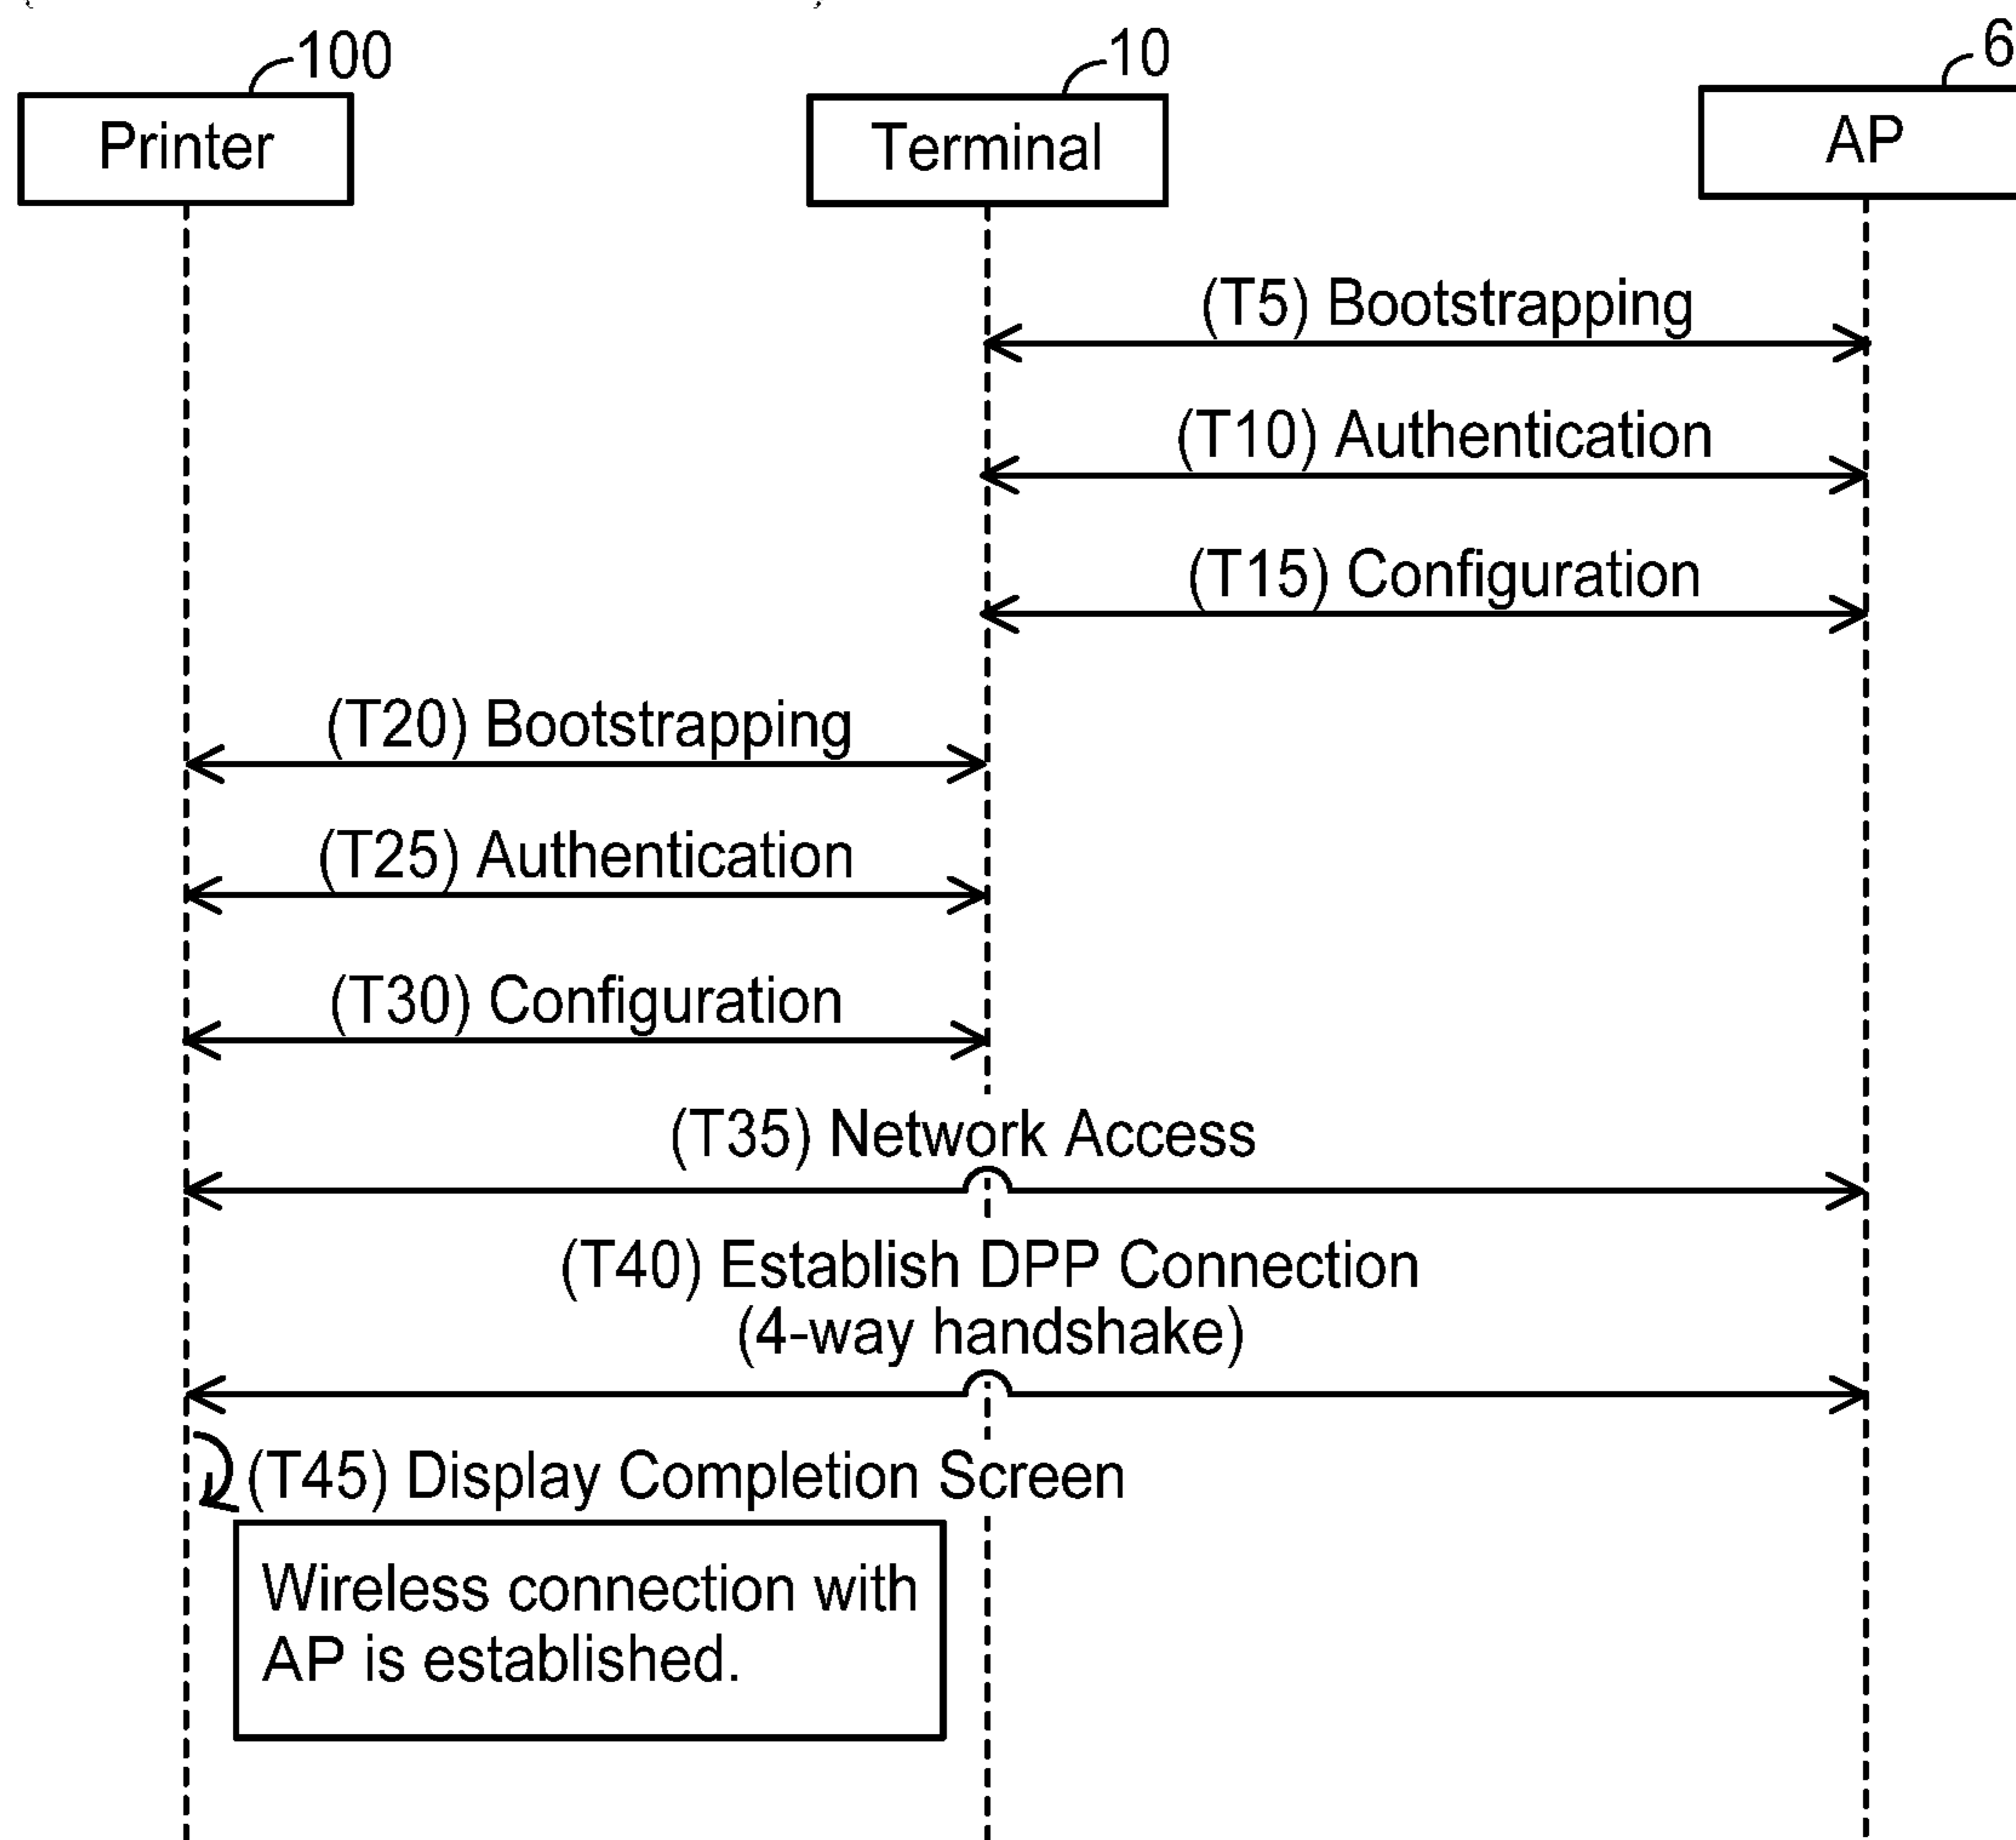 100
10
6
Printer
Terminal
AP
(T5) Bootstrapping
(T10) Authentication
(T15) Configuration
(T20) Bootstrapping
(T25) Authentication
(T30) Configuration
(T35) Network Access
(T40) Establish DPP Connection
(4-way handshake)
(T45) Display Completion Screen
Wireless connection with
AP is established.